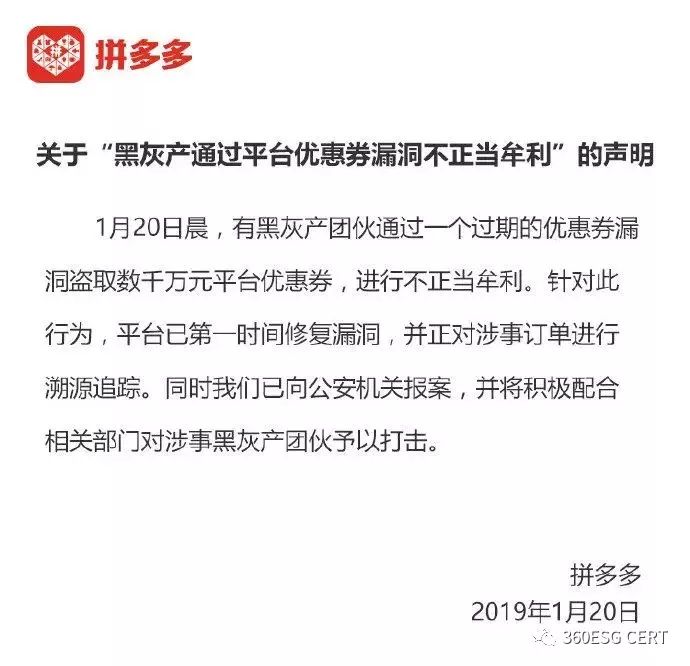 拼
拼多多
关于“黑灰产通过平台优惠券漏洞不正当牟利”的声明
1月20日晨，有黑灰产团伙通过一个过期的优惠券漏
洞盗取数千万元平台优惠券，进行不正当牟利。针对此
行为，平台已第一时间修复漏洞，并正对涉事订单进行
溯源追踪。同时我们已向公安机关报案，并将积极配合
相关部门对涉事黑灰产团伙予以打击。
拼多多
2019年1月20日
360ESG CERT